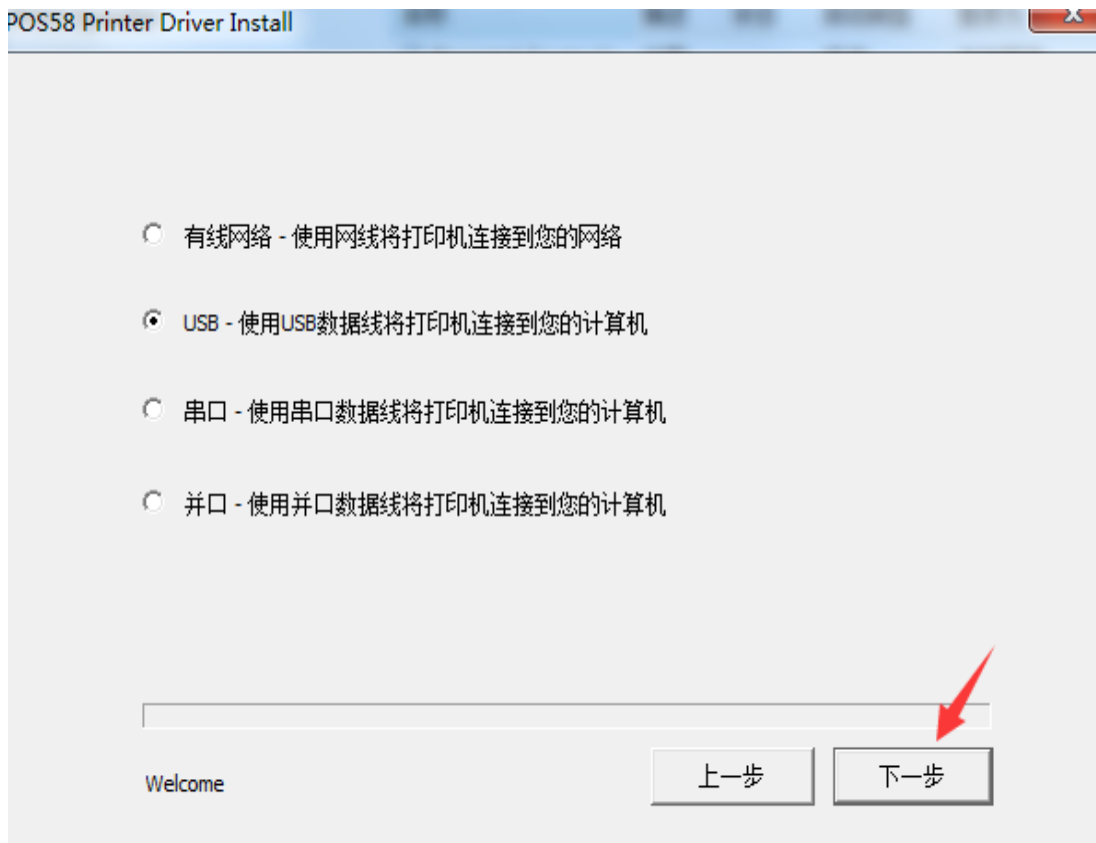 POS58 Printer Driver Install
有线网络 - 使用网线将打印机连接到您的网络
USB - 使用USB数据线将打印机连接到您的计算机
串口 - 使用串口数据线将打印机连接到您的计算机
并口 - 使用并口数据线将打印机连接到您的计算机
Welcome
上一步
下一步